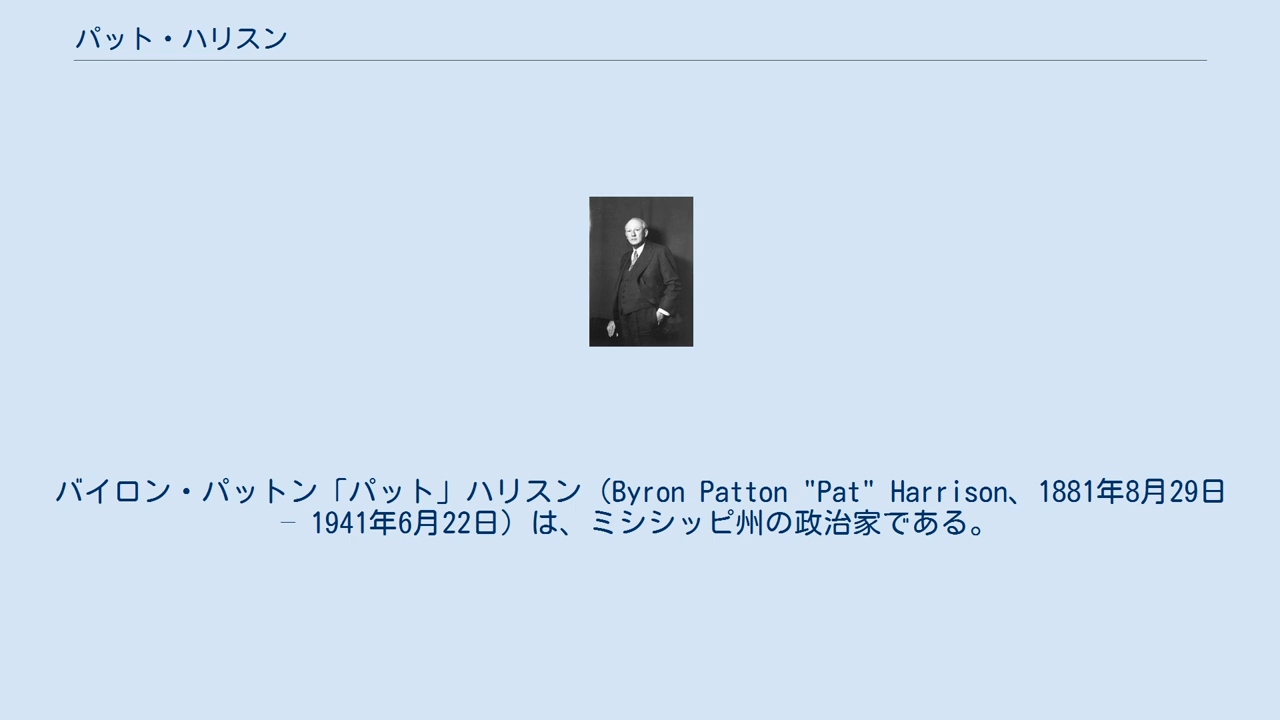 パット・ハリスン
バイロン・パットン「パット」ハリスン（Byron Patton "Pat" Harrison、1881年8月29日
– 1941年6月22日）は、ミシシッピ州の政治家である。